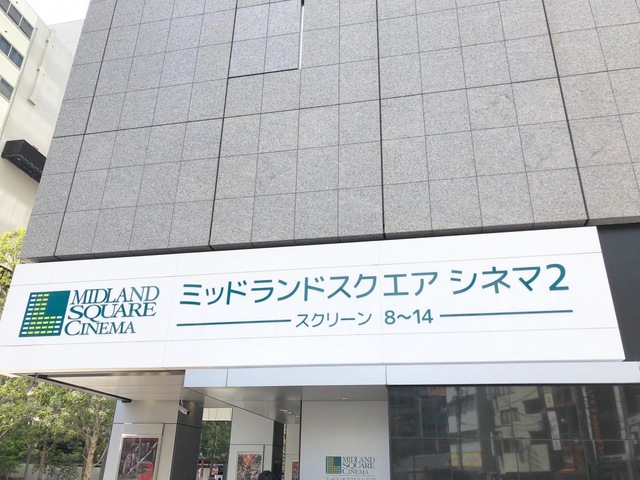 MIDLAND
SQUARE
CINEMA
ミッドランドスクエア シネマ2
スクリーン 8〜14
MIDLAND
SQUARE
CINEMA